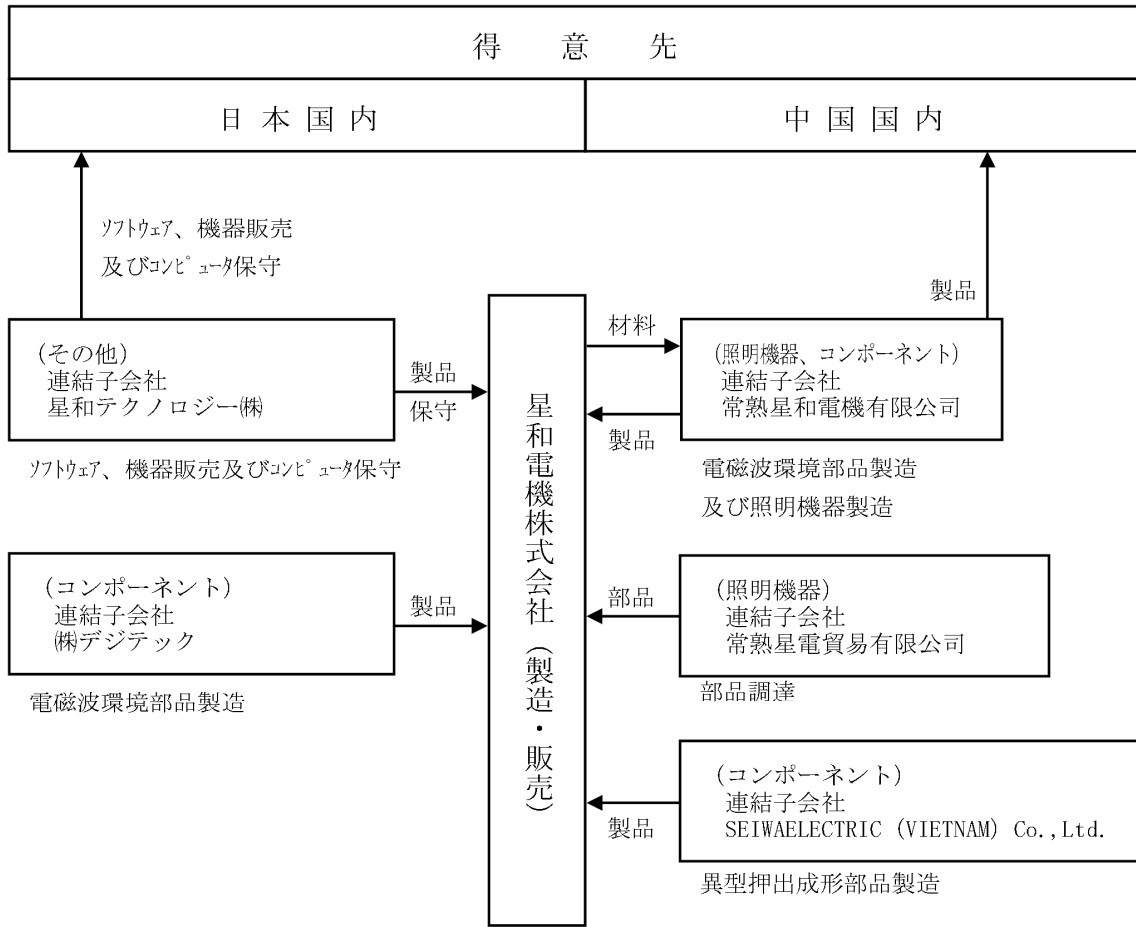 得意先
日本国内
中国国内
ソフトウェア、機器販売
及びコンピュータ保守
製品
(その他)
連結子会社
星和テクノロジー㈱
製品
保守
ソフトウェア、機器販売及びコンピュータ保守
(コンポーネント)
連結子会社
㈱デジテック
製品
電磁波環境部品製造
星和電機株式会社(製造・販売)
材料
製品
(照明機器、コンポーネント)
連結子会社
常熟星和電機有限公司
電磁波環境部品製造
及び照明機器製造
部品
(照明機器)
連結子会社
常熟星電貿易有限公司
部品調達
製品
(コンポーネント)
連結子会社
SEIWAELECTRIC (VIETNAM) Co.,Ltd.
異型押出成形部品製造